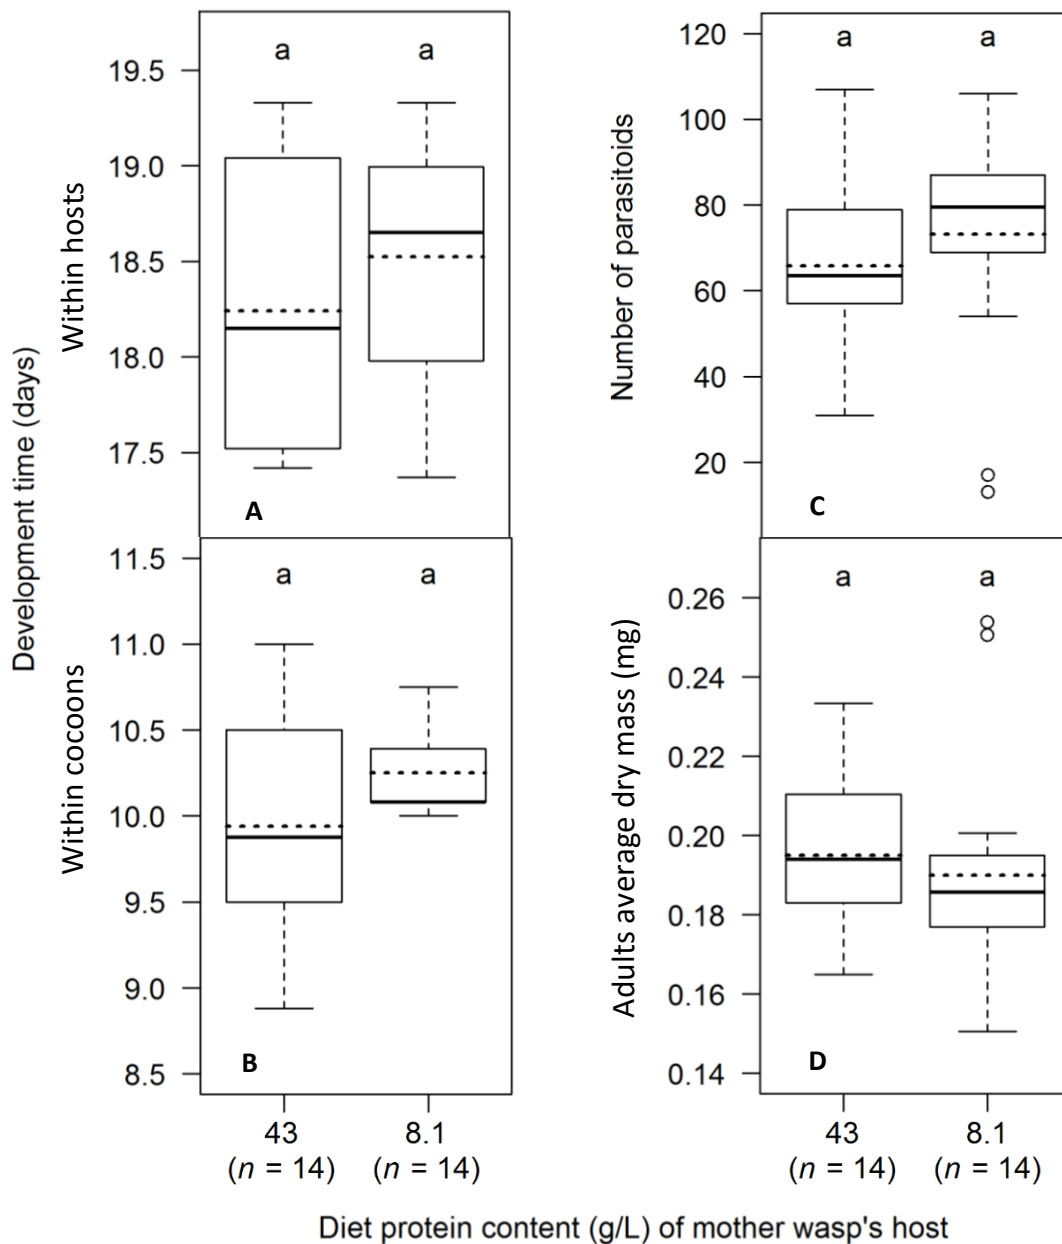 Development time (days)
Within hosts
19.5
19.0
18.5
18.0
17.5
a
a
A
Within cocoons
11.5
11.0
10.5
10.0
9.5
9.0
8.5
a
a
B
43
8.1
(n = 14)
(n = 14)
Number of parasitoids
120
100
80
60
40
20
a
a
C
Adults average dry mass (mg)
0.26
0.24
0.22
0.20
0.18
0.16
0.14
a
a
D
43
8.1
(n = 14)
(n = 14)
Diet protein content (g/L) of mother wasp's host